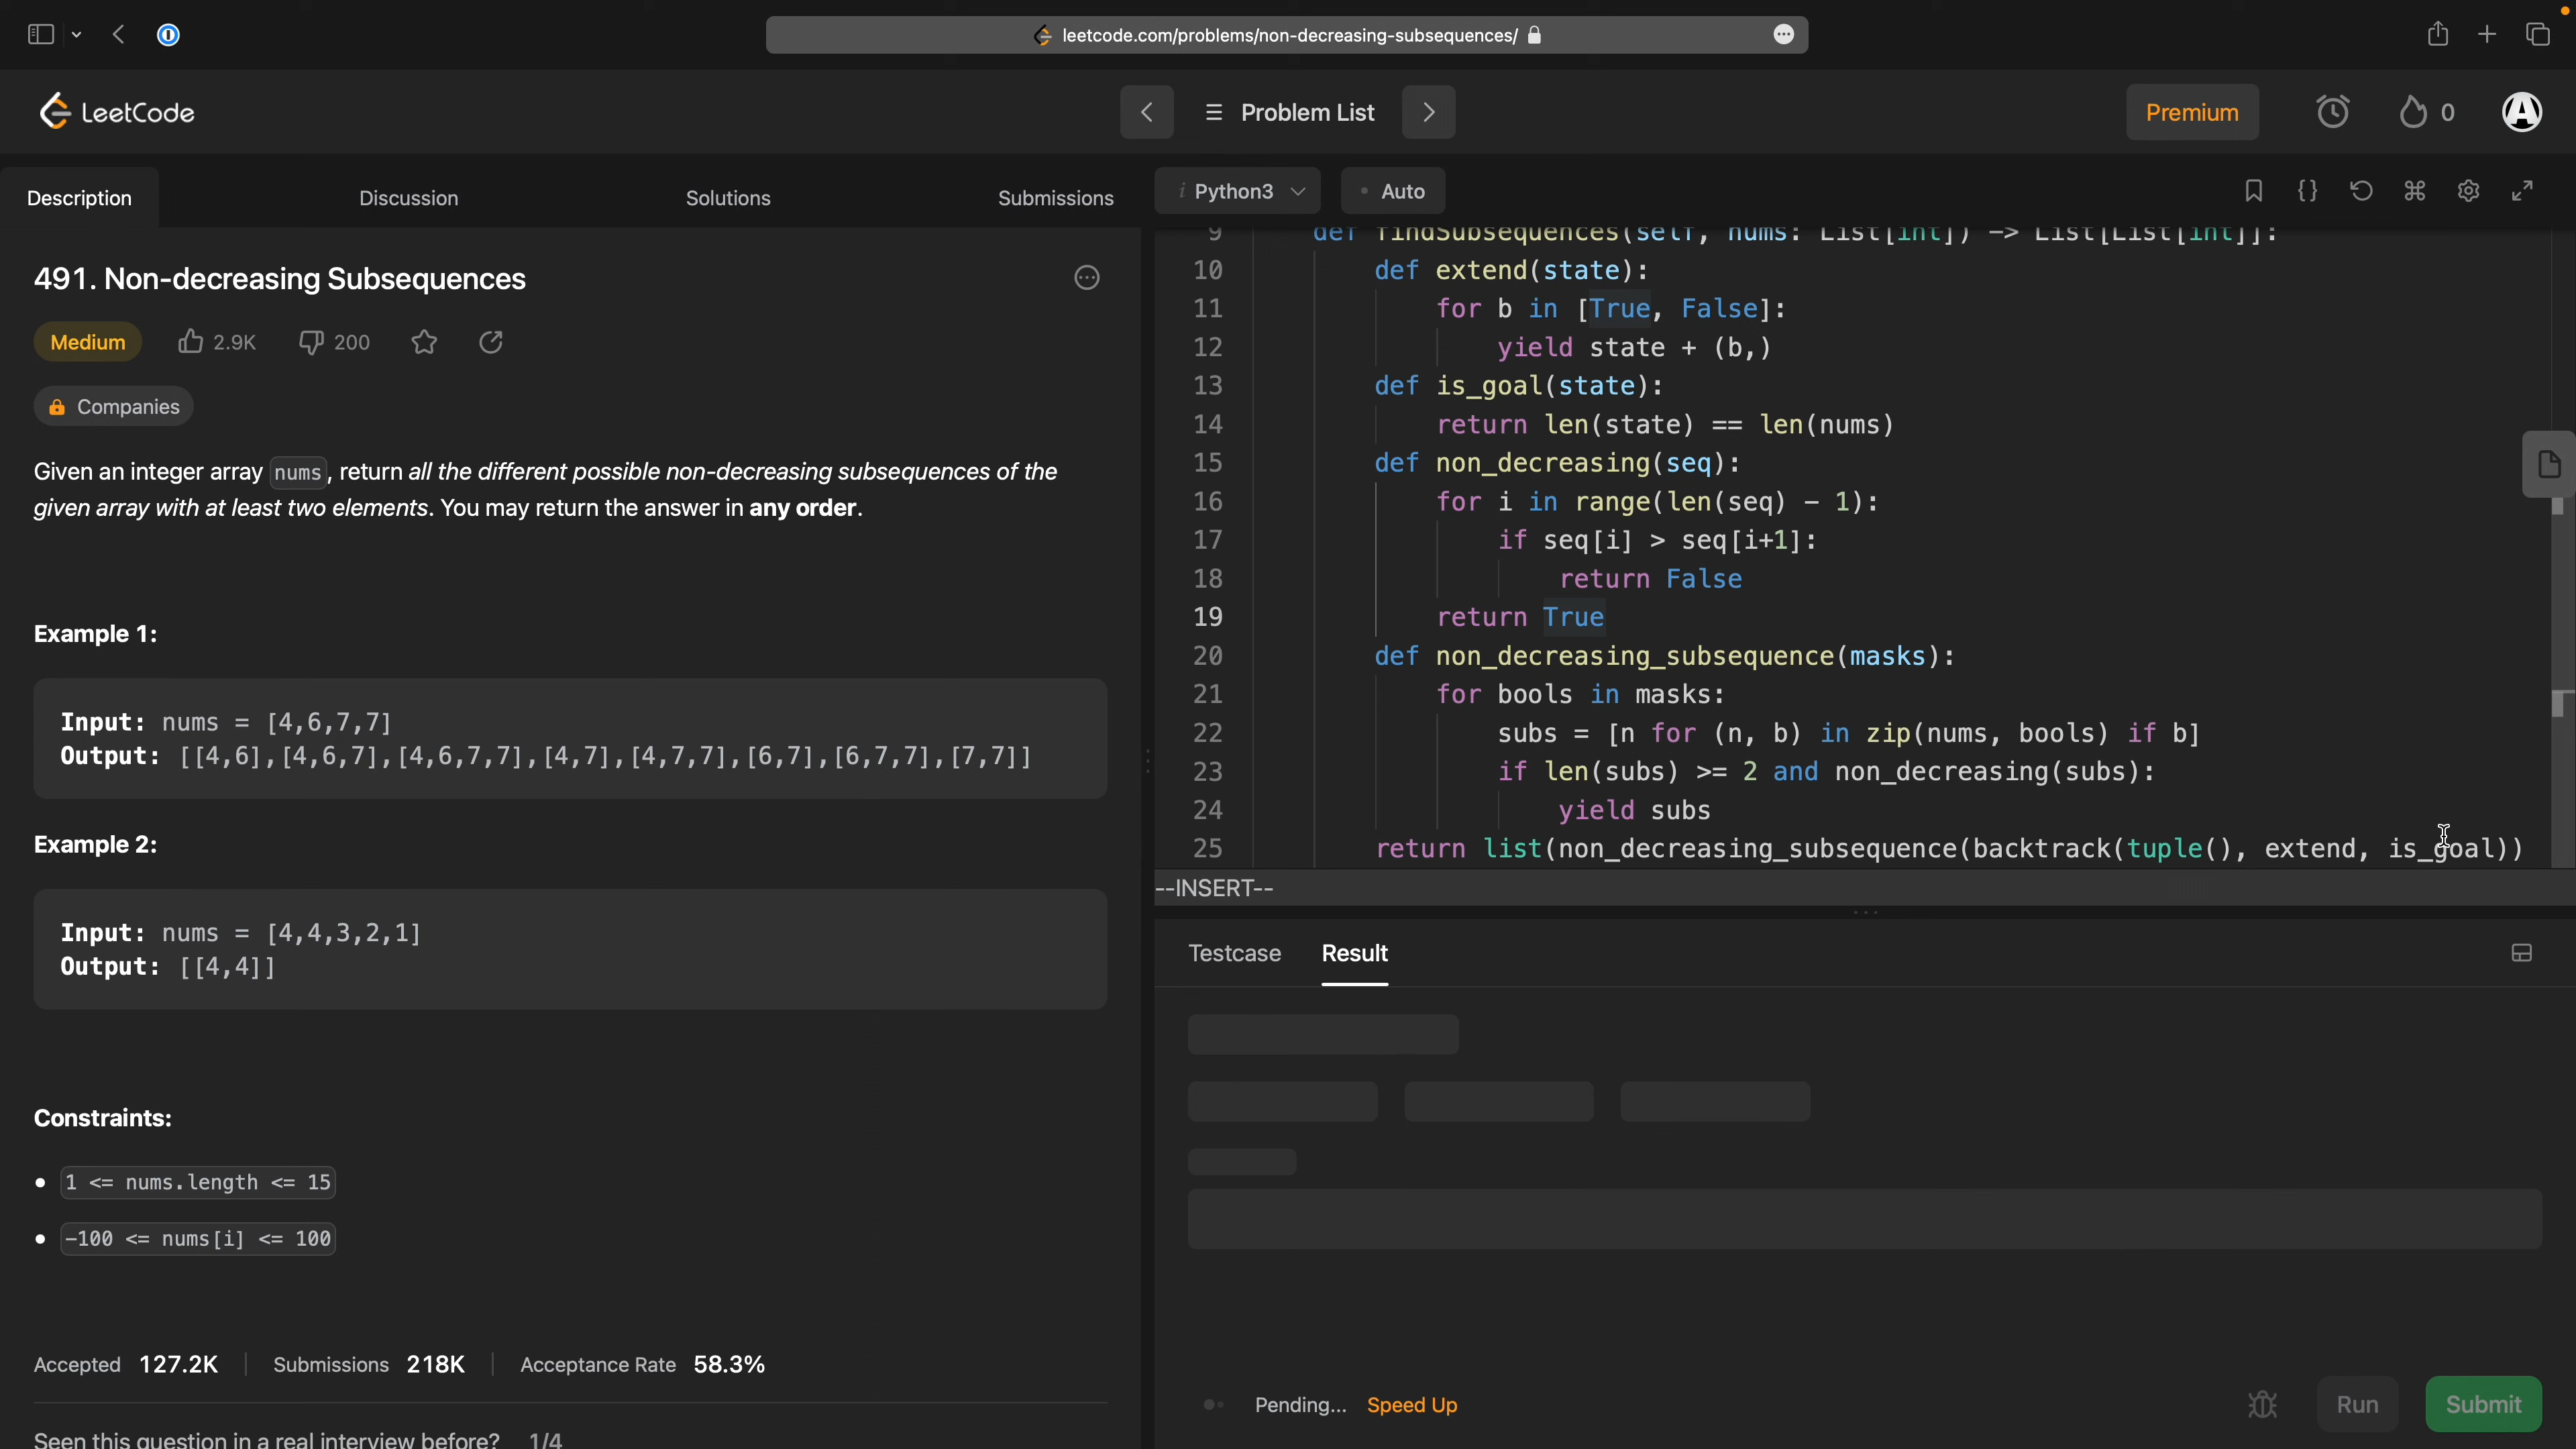 leetcode.com/problems/non-decreasing-subsequences/
LeetCode
Problem List
Premium
0
Description
Discussion
Solutions
Submissions
i Python3
• Auto
491. Non-decreasing Subsequences
Medium
2.9K
200
Companies
Given an integer array nums, return all the different possible non-decreasing subsequences of the
given array with at least two elements. You may return the answer in any order.
Example 1:
Input: nums = [4,6,7,7]
Output: [[4,6],[4,6,7],[4,6,7,7],[4,7],[4,7,7],[6,7],[6,7,7],[7,7]]
Example 2:
Input: nums = [4,4,3,2,1]
Output: [[4,4]]
Constraints:
• 1 <= nums.length <= 15
• -100 <= nums[i] <= 100
Accepted 127.2K
Submissions 218K
Acceptance Rate 58.3%
Seen this question in a real interview before? 1/4
9 def findSubsequences(self, nums: List[int]) -> List[List[int]]:
10 def extend(state):
11 for b in [True, False]:
12 yield state + (b,)
13 def is_goal(state):
14 return len(state) == len(nums)
15 def non_decreasing(seq):
16 for i in range(len(seq) - 1):
17 if seq[i] > seq[i+1]:
18 return False
19 return True
20 def non_decreasing_subsequence(masks):
21 for bools in masks:
22 subs = [n for (n, b) in zip(nums, bools) if b]
23 if len(subs) >= 2 and non_decreasing(subs):
24 yield subs
25 return list(non_decreasing_subsequence(backtrack(tuple(), extend, is_goal))
--INSERT--
Testcase
Result
Pending...
Speed Up
Run
Submit